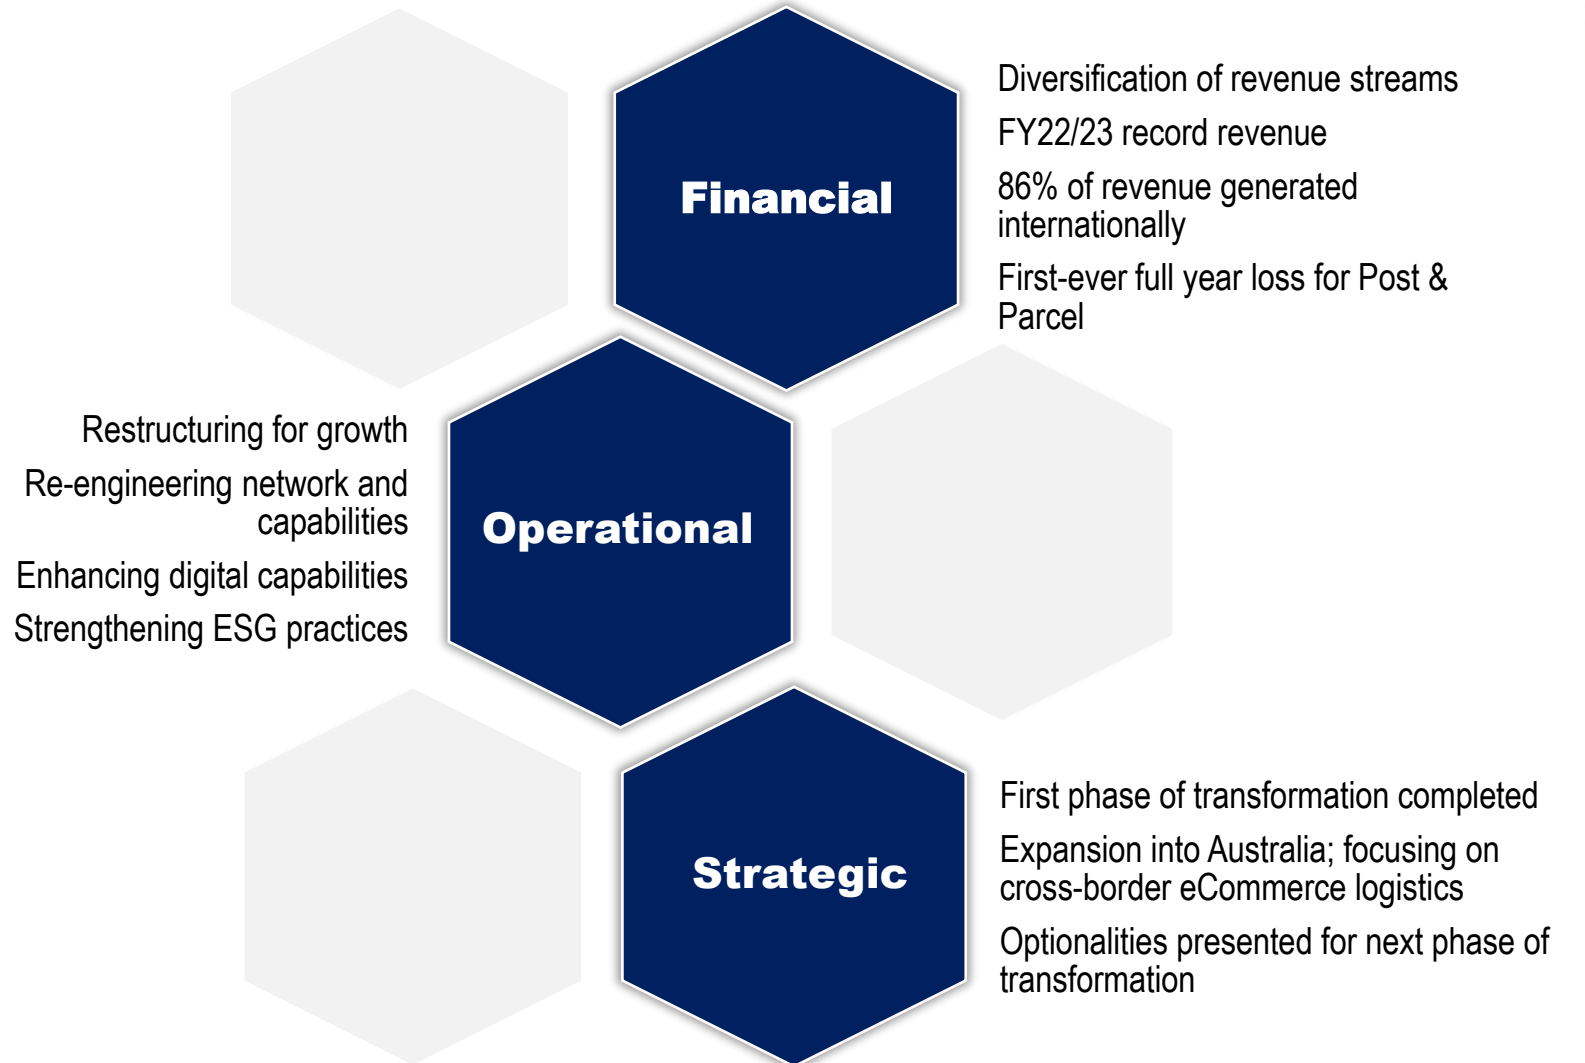 Financial
Diversification of revenue streams
FY22/23 record revenue
86% of revenue generated
internationally
First-ever full year loss for Post &
Parcel
Operational
Restructuring for growth
Re-engineering network and
capabilities
Enhancing digital capabilities
Strengthening ESG practices
Strategic
First phase of transformation completed
Expansion into Australia; focusing on
cross-border eCommerce logistics
Optionalities presented for next phase of
transformation